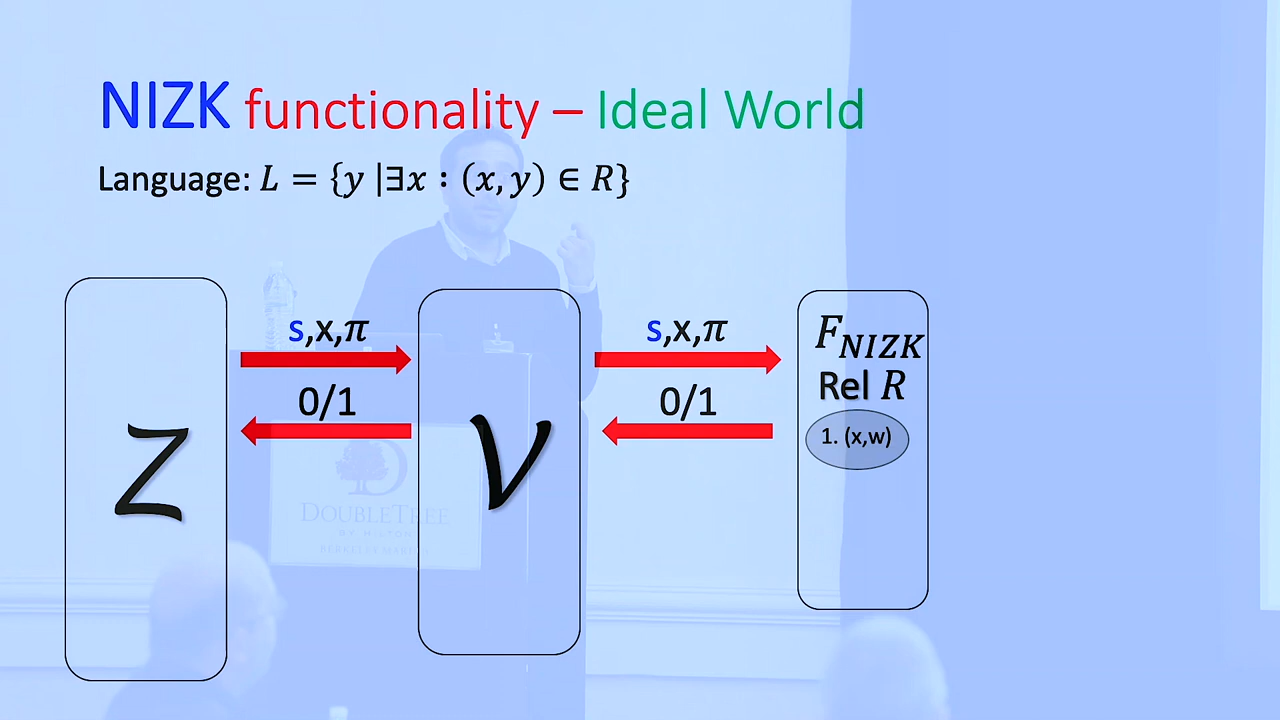 NIZK functionality – Ideal World
Language: L = {y |∃x : (x, y) ∈ R}
s,x,π
0/1
s,x,π
0/1
Z
V
F_NIZK
Rel R
1. (x,w)
D
DOUBLETREE
BY HILTON
BERKELEY MARINA